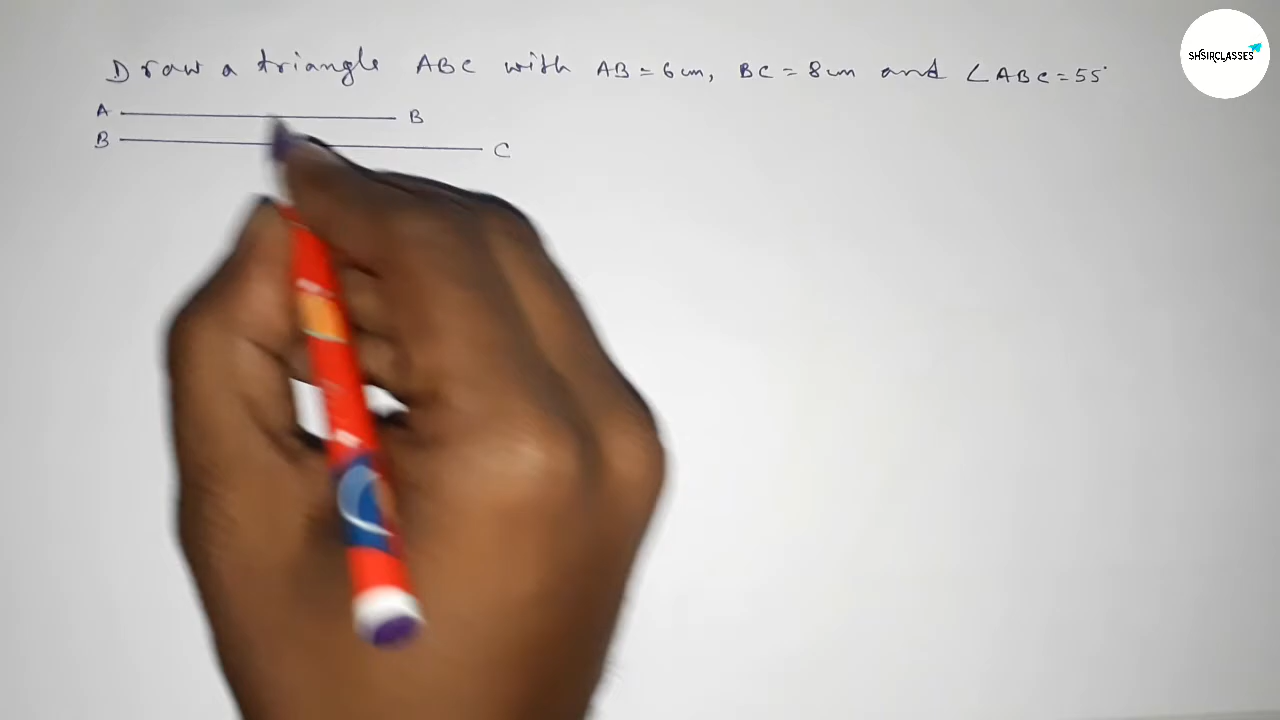 Draw a triangle ABC with AB = 6cm, BC = 8cm and ∠ABC = 55°
A B
B C
SHSIRCLASSES